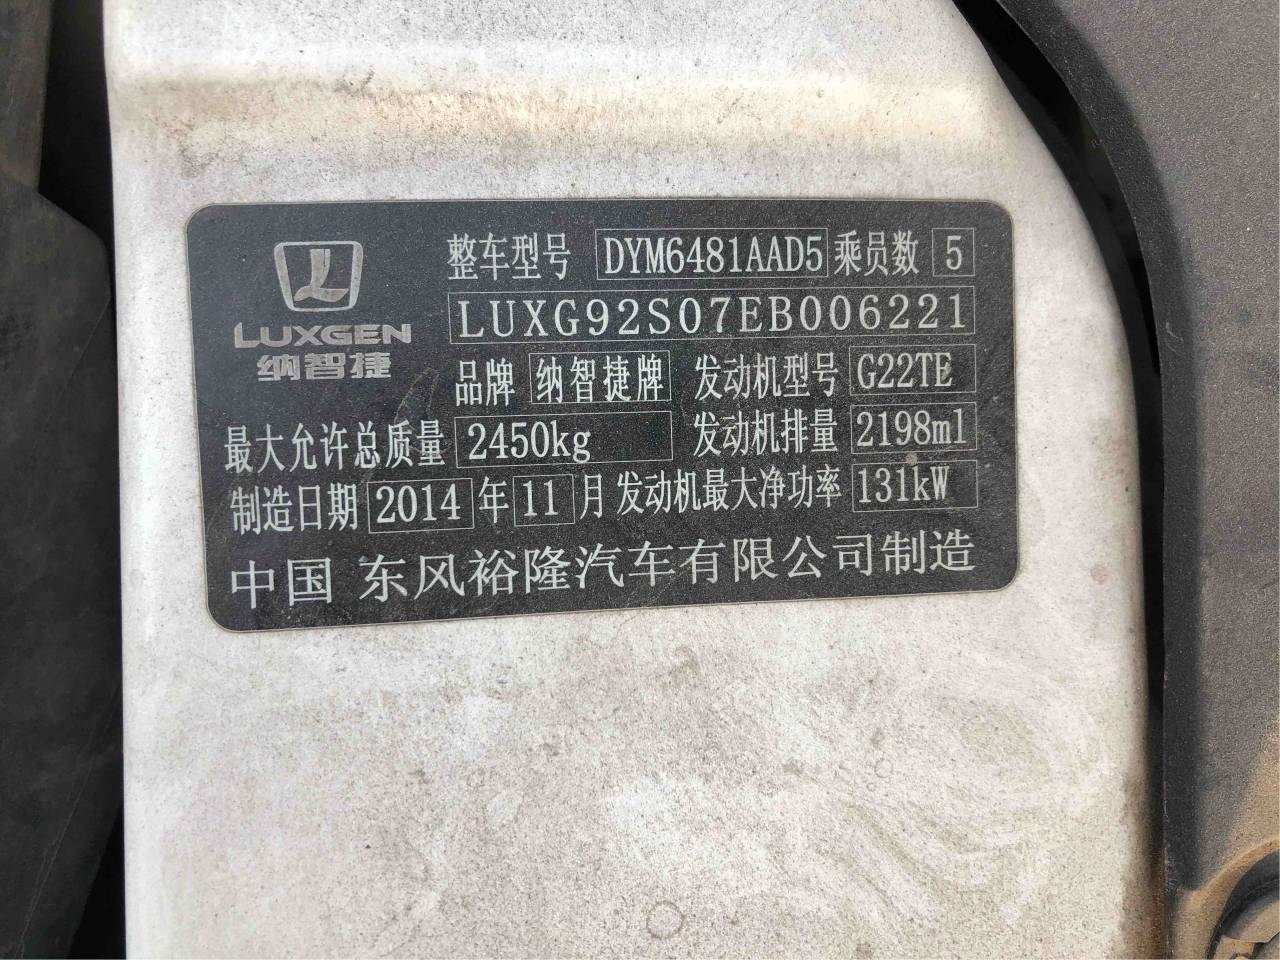 整车型号 DYM6481AAD5 乘员数 5
LUXGEN
纳智捷
LUXG92S07EB006221
品牌 纳智捷牌 发动机型号 G22TE
最大允许总质量 2450kg 发动机排量 2198ml
制造日期 2014 年 11 月 发动机最大净功率 131kW
中国 东风裕隆汽车有限公司制造